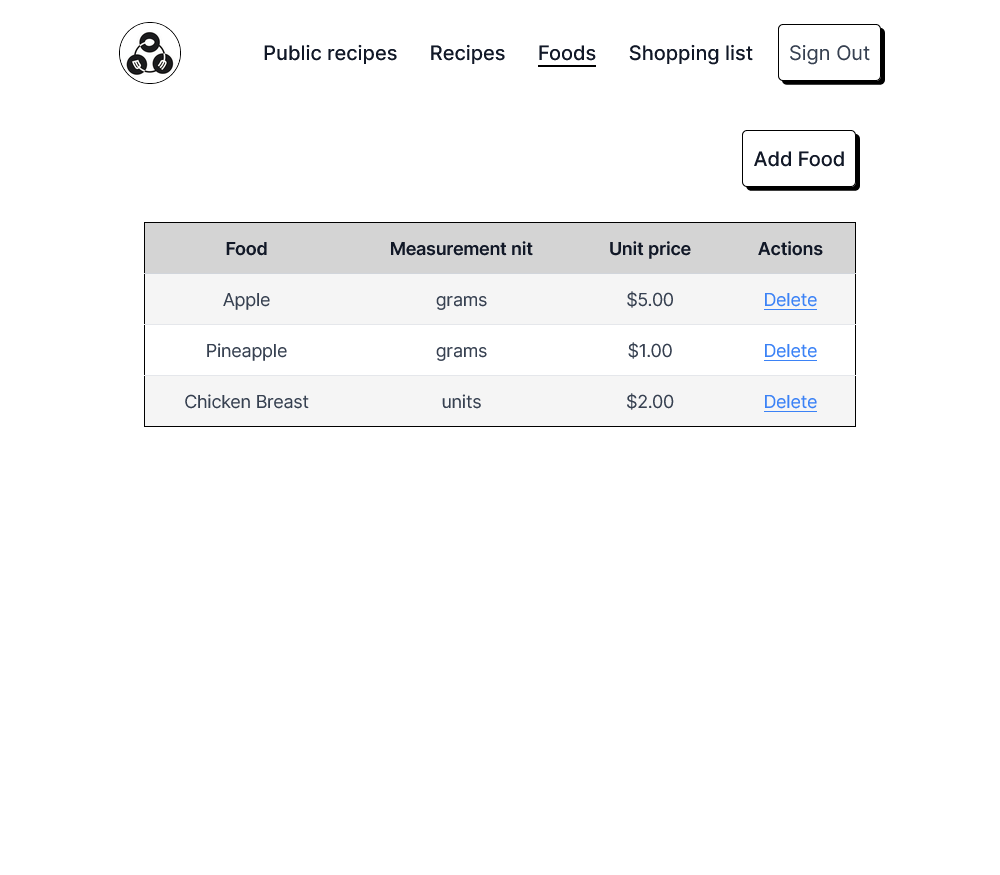 Public recipes Recipes Foods Shopping list Sign Out
Add Food
Food Measurement nit Unit price Actions
Apple grams $5.00 Delete
Pineapple grams $1.00 Delete
Chicken Breast units $2.00 Delete